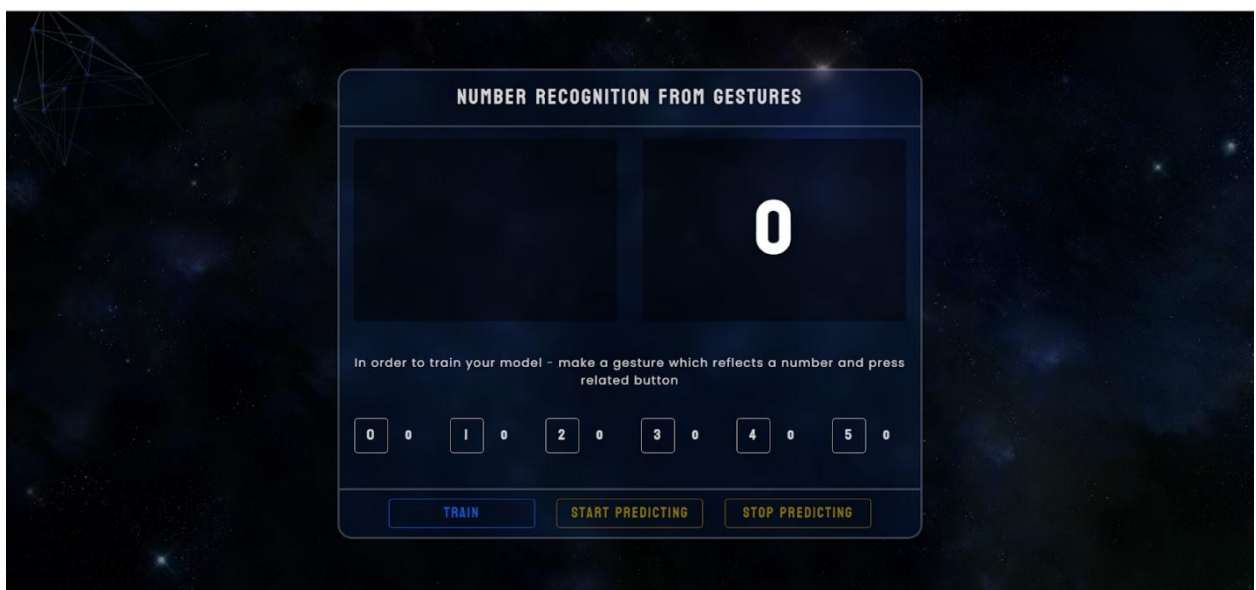 NUMBER RECOGNITION FROM GESTURES
0
In order to train your model - make a gesture which reflects a number and press
related button
0 0 1 0 2 0 3 0 4 0 5 0
TRAIN START PREDICTING STOP PREDICTING